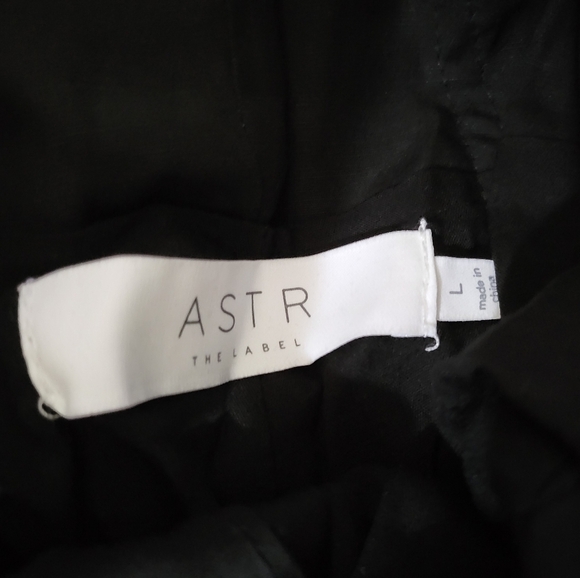 ASTR
THE LABEL
L
made in
china